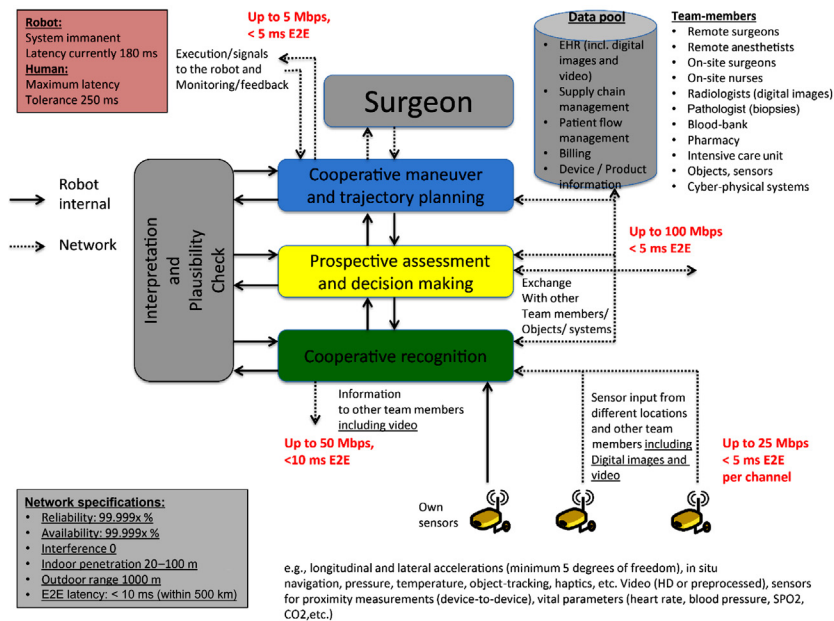 Robot:
System immanent
Latency currently 180 ms
Human:
Maximum latency
Tolerance 250 ms
Up to 5 Mbps,
< 5 ms E2E
Execution/signals
to the robot and
Monitoring/feedback
Surgeon
Data pool
• EHR (incl. digital
images and
video)
• Supply chain
management
• Patient flow
management
• Billing
• Device / Product
information
Team-members
• Remote surgeons
• Remote anesthetists
• On-site surgeons
• On-site nurses
• Radiologists (digital images)
• Pathologist (biopsies)
• Blood-bank
• Pharmacy
• Intensive care unit
• Objects, sensors
• Cyber-physical systems
Robot
internal
Network
Interpretation
and
Plausibility
Check
Cooperative maneuver
and trajectory planning
Prospective assessment
and decision making
Cooperative recognition
Up to 100 Mbps
< 5 ms E2E
Exchange
With other
Team members/
Objects/ systems
Information
to other team members
including video
Up to 50 Mbps,
<10 ms E2E
Sensor input from
different locations
and other team
members including
Digital images and
video
Up to 25 Mbps
< 5 ms E2E
per channel
Own
sensors
Network specifications:
• Reliability: 99.999x %
• Availability: 99.999x %
• Interference 0
• Indoor penetration 20–100 m
• Outdoor range 1000 m
• E2E latency: < 10 ms (within 500 km)
e.g., longitudinal and lateral accelerations (minimum 5 degrees of freedom), in situ
navigation, pressure, temperature, object-tracking, haptics, etc. Video (HD or preprocessed), sensors
for proximity measurements (device-to-device), vital parameters (heart rate, blood pressure, SPO2,
CO2,etc.)